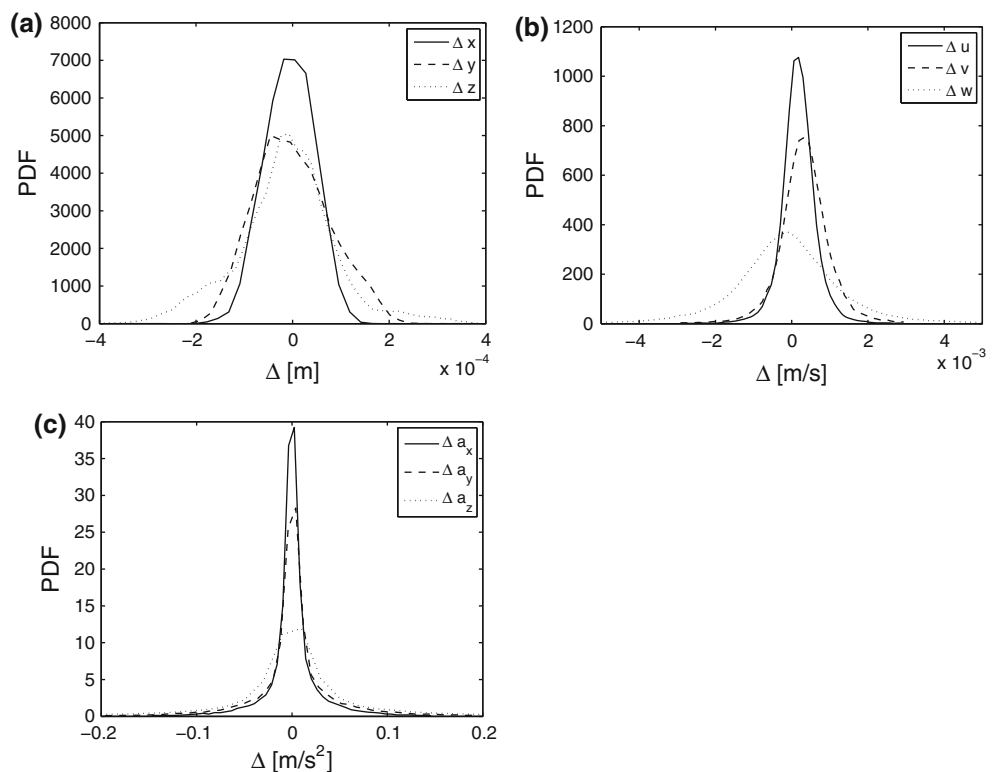 (a)
8000
7000
6000
5000
4000
3000
2000
1000
0
PDF
−4
−2
0
2
4
x 10⁻⁴
Δ [m]
Δ x
Δ y
Δ z
(b)
1200
1000
800
600
400
200
0
PDF
−4
−2
0
2
4
x 10⁻³
Δ [m/s]
Δ u
Δ v
Δ w
(c)
40
35
30
25
20
15
10
5
0
PDF
−0.2
−0.1
0
0.1
0.2
Δ [m/s²]
Δ aₓ
Δ a_y
Δ a_z